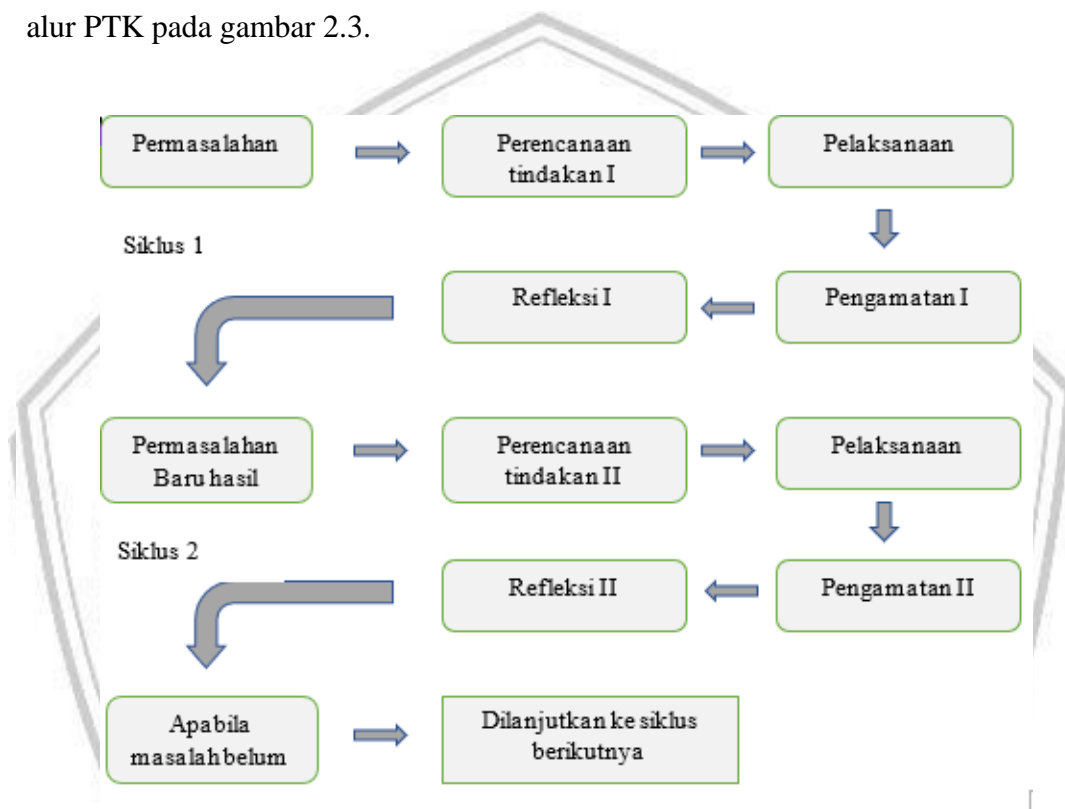 alur PTK pada gambar 2.3.
Permasalahan
Perencanaan
tindakan I
Pelaksanaan
Siklus 1
Refleksi I
Pengamatan I
Permasalahan
Baru hasil
Perencanaan
tindakan II
Pelaksanaan
Siklus 2
Refleksi II
Pengamatan II
Apabila
masalah belum
Dilanjutkan ke siklus
berikutnya